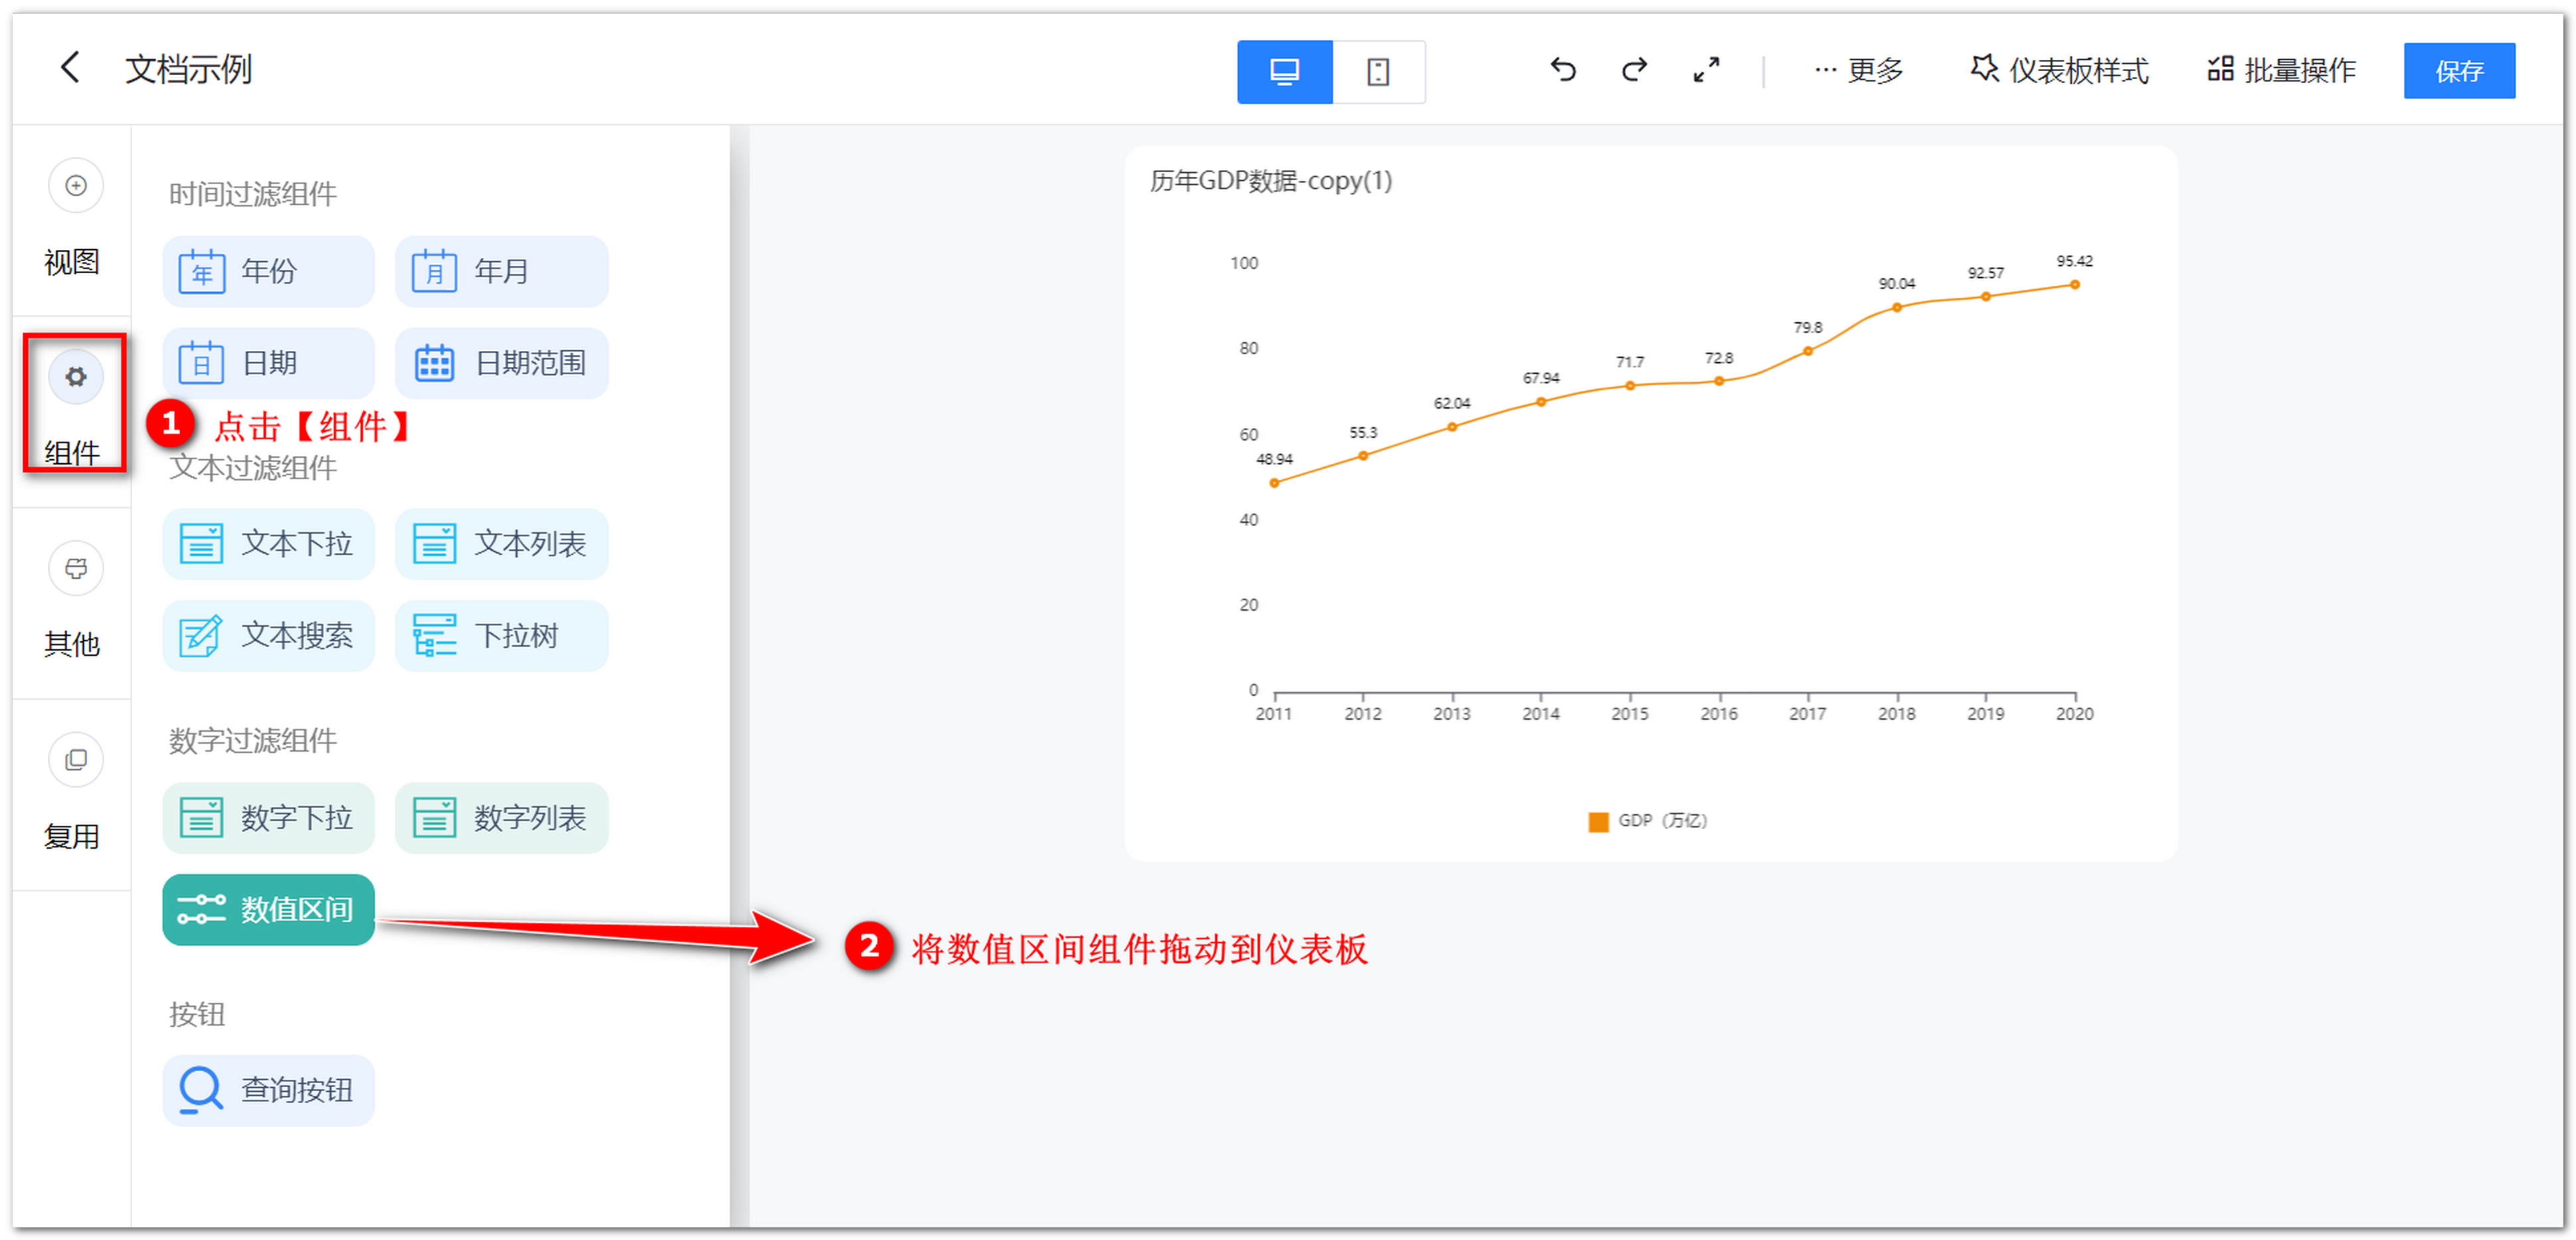 文档示例
更多
仪表板样式
批量操作
保存
视图
组件
其他
复用
时间过滤组件
年 年份
月 年月
日 日期
日期范围
1 点击【组件】
文本过滤组件
文本下拉
文本列表
文本搜索
下拉树
数字过滤组件
数字下拉
数字列表
数值区间
2 将数值区间组件拖动到仪表板
按钮
查询按钮
历年GDP数据-copy(1)
100
80
60
40
20
0
48.94
55.3
62.04
67.94
71.7
72.8
79.8
90.04
92.57
95.42
2011 2012 2013 2014 2015 2016 2017 2018 2019 2020
GDP（万亿）